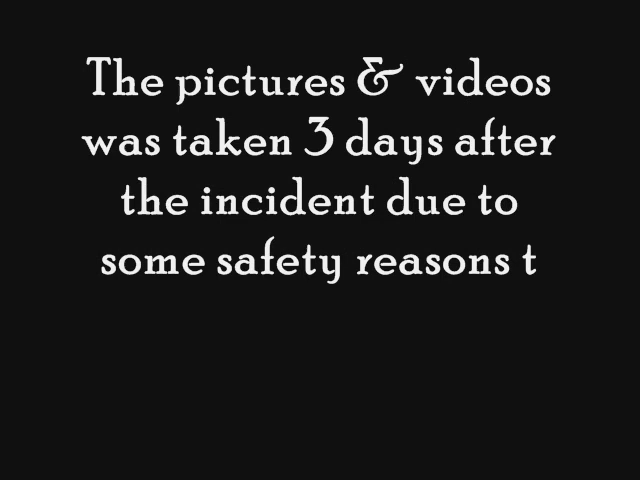 The pictures & videos
was taken 3 days after
the incident due to
some safety reasons t